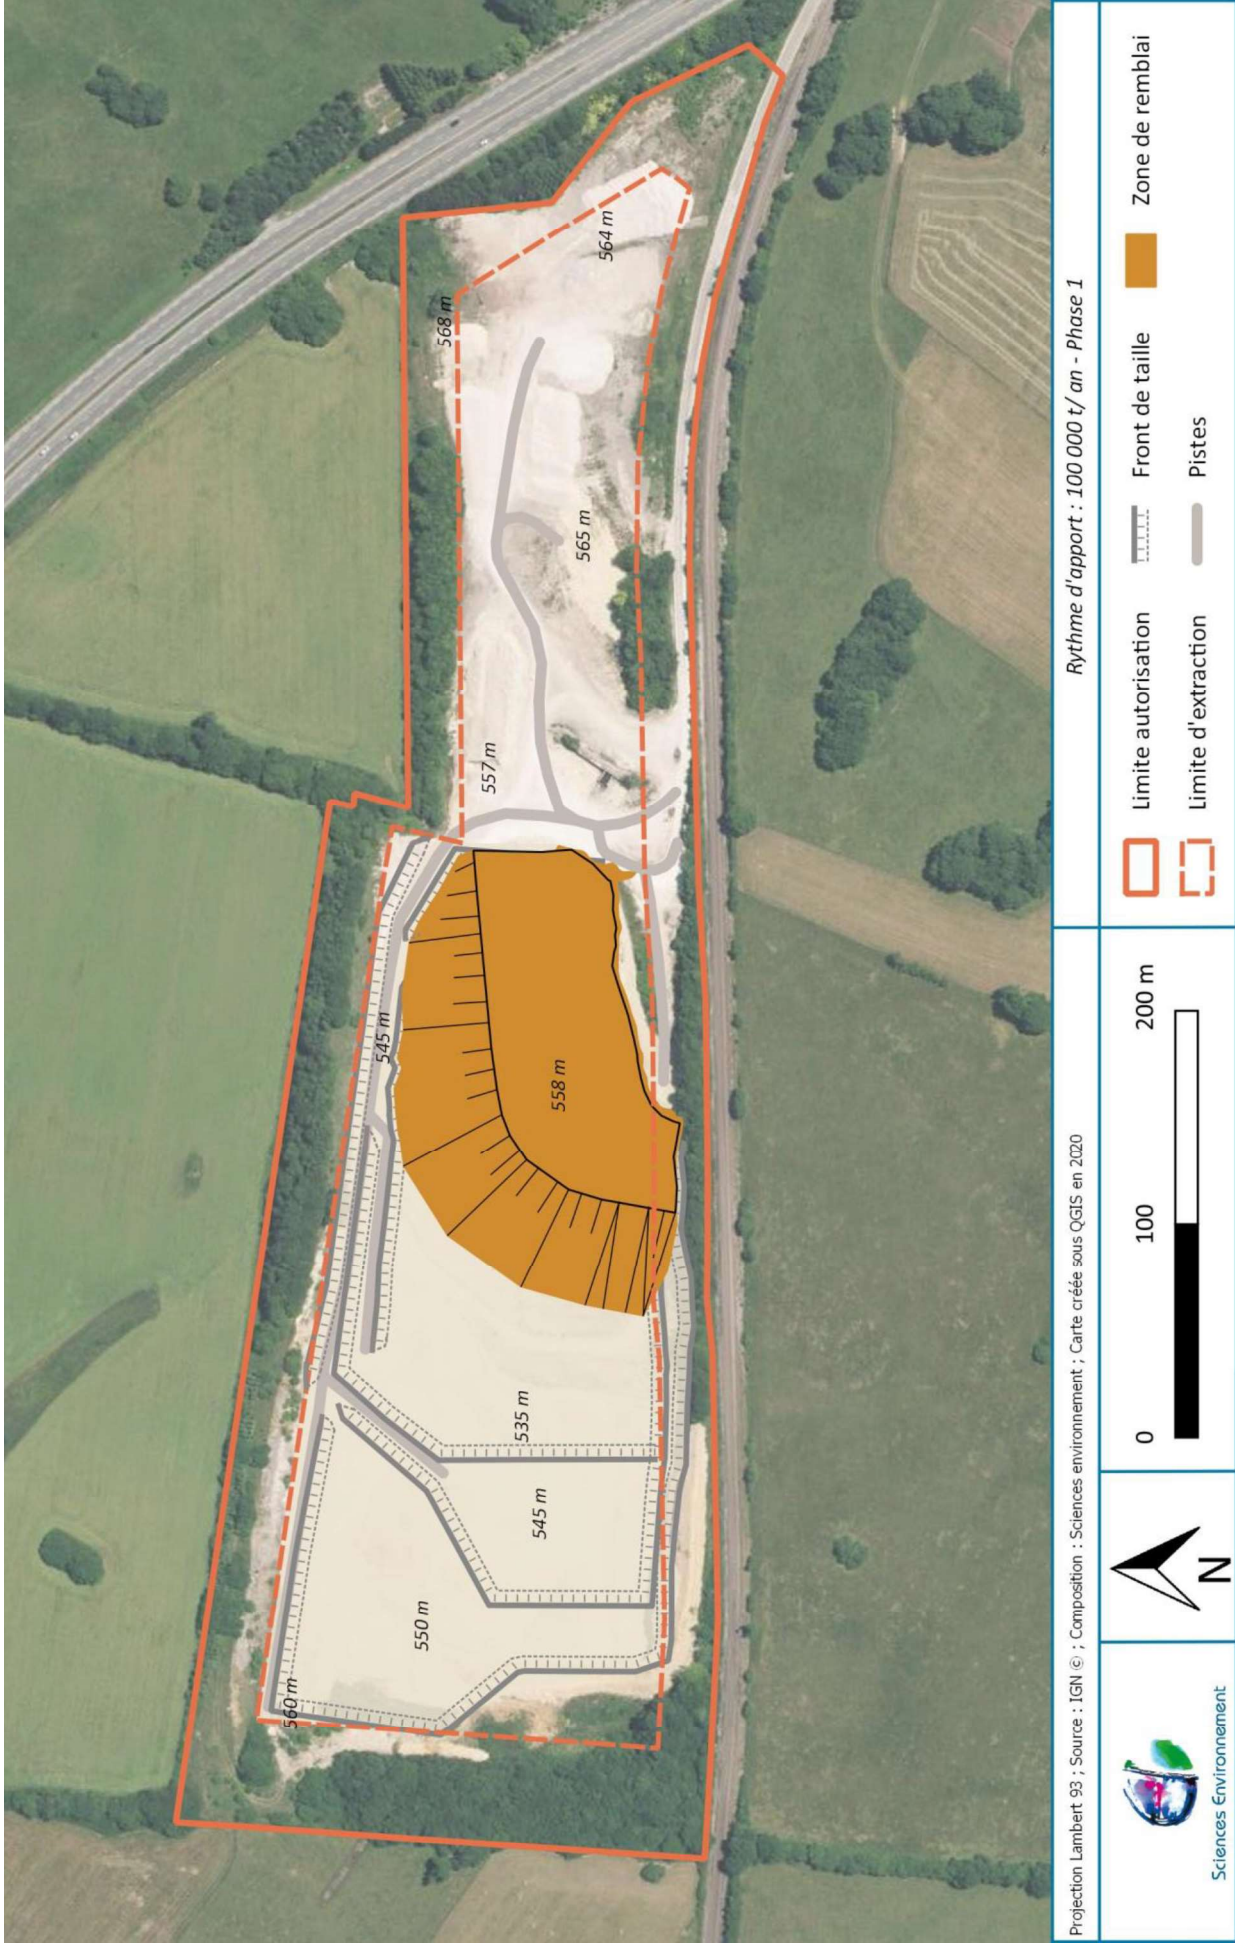 560 m
550 m
545 m
535 m
545 m
558 m
557 m
565 m
568 m
564 m
Projection Lambert 93 ; Source : IGN © ; Composition : Sciences environnement ; Carte créée sous QGIS en 2020
Rythme d'apport : 100 000 t/ an - Phase 1
Sciences Environnement
N
0 100 200 m
Limite autorisation
Front de taille
Zone de remblai
Limite d'extraction
Pistes